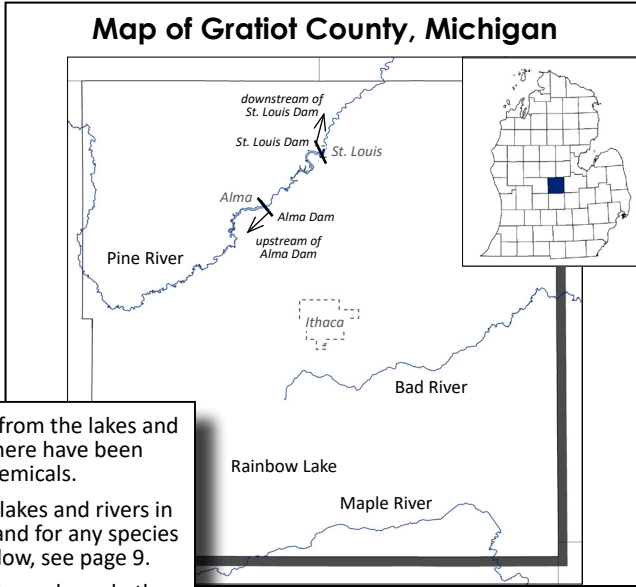 Map of Gratiot County, Michigan
downstream of
St. Louis Dam
St. Louis Dam
St. Louis
Alma
Alma Dam
upstream of
Alma Dam
Pine River
Ithaca
Bad River
from the lakes and
here have been
emicals.
Rainbow Lake
lakes and rivers in
Maple River
and for any species
low, see page 9.